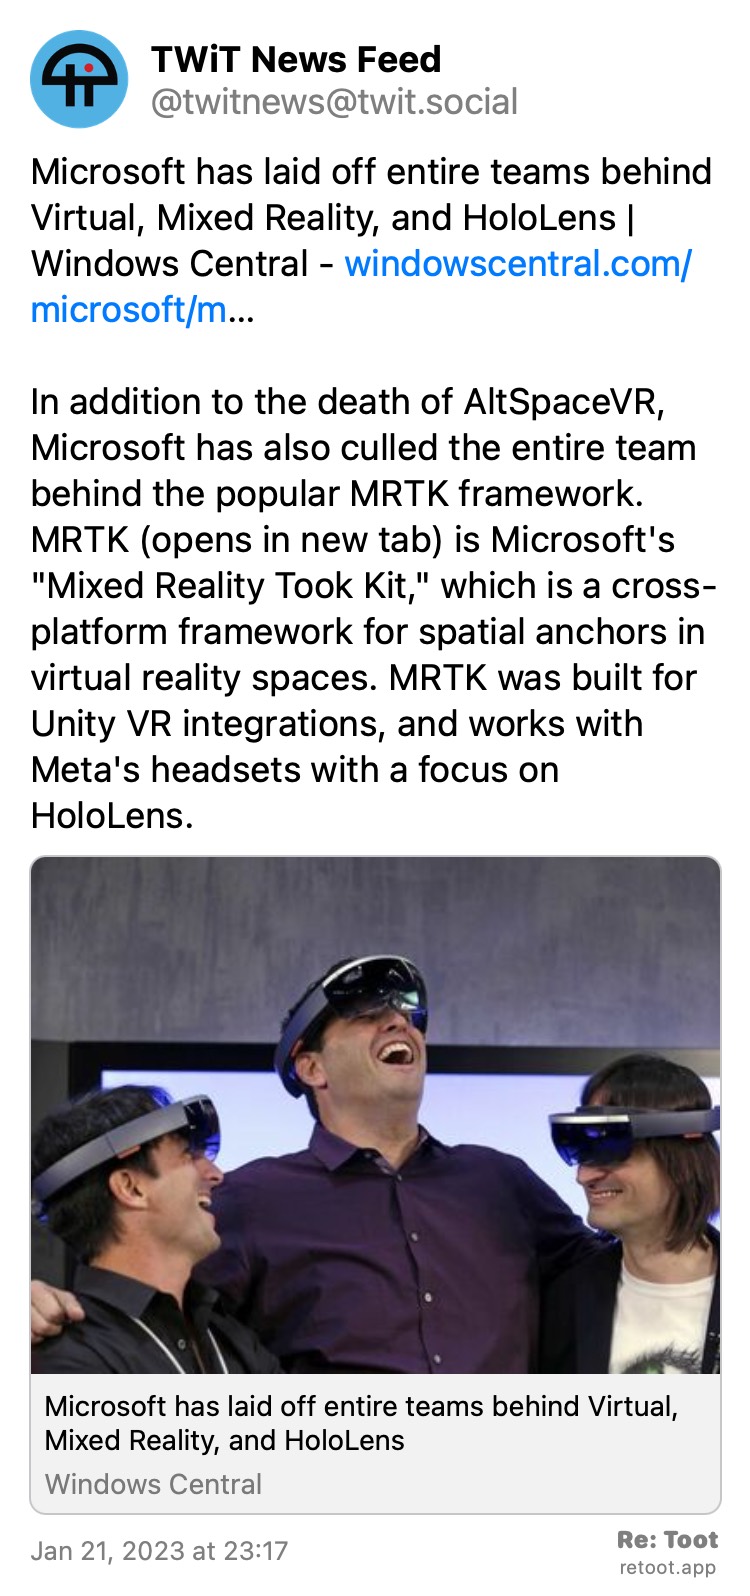 TWiT News Feed
@twitnews@twit.social
Microsoft has laid off entire teams behind
Virtual, Mixed Reality, and HoloLens |
Windows Central - windowscentral.com/
microsoft/m...
In addition to the death of AltSpaceVR,
Microsoft has also culled the entire team
behind the popular MRTK framework.
MRTK (opens in new tab) is Microsoft's
"Mixed Reality Took Kit," which is a cross-
platform framework for spatial anchors in
virtual reality spaces. MRTK was built for
Unity VR integrations, and works with
Meta's headsets with a focus on
HoloLens.
Microsoft has laid off entire teams behind Virtual,
Mixed Reality, and HoloLens
Windows Central
Jan 21, 2023 at 23:17
Re: Toot
retoot.app